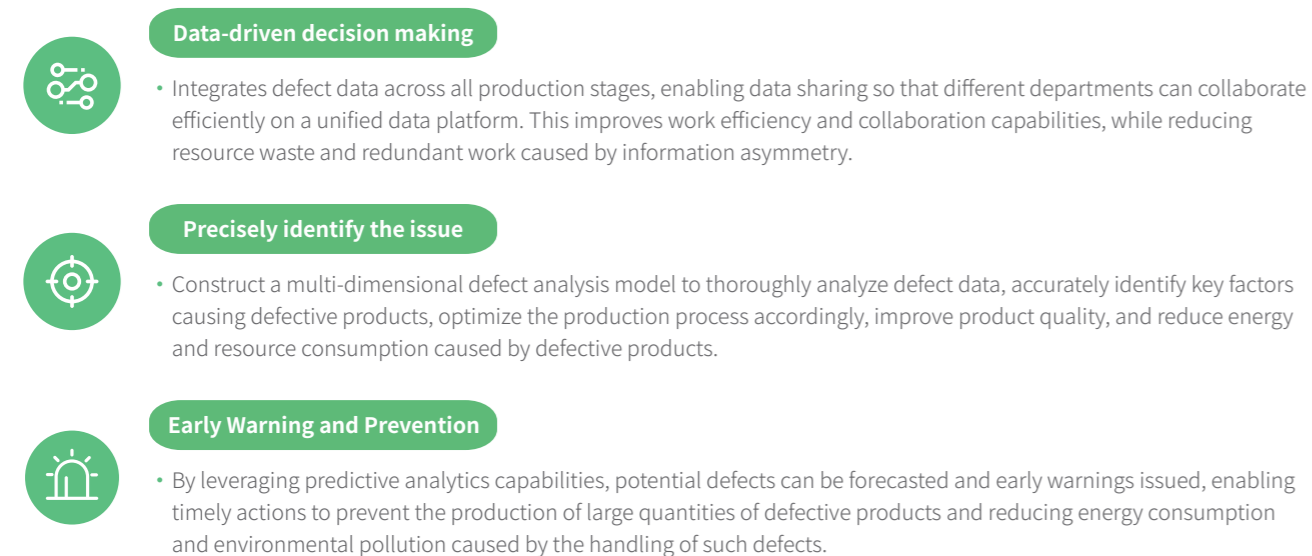 Data-driven decision making
• Integrates defect data across all production stages, enabling data sharing so that different departments can collaborate
efficiently on a unified data platform. This improves work efficiency and collaboration capabilities, while reducing
resource waste and redundant work caused by information asymmetry.
Precisely identify the issue
• Construct a multi-dimensional defect analysis model to thoroughly analyze defect data, accurately identify key factors
causing defective products, optimize the production process accordingly, improve product quality, and reduce energy
and resource consumption caused by defective products.
Early Warning and Prevention
• By leveraging predictive analytics capabilities, potential defects can be forecasted and early warnings issued, enabling
timely actions to prevent the production of large quantities of defective products and reducing energy consumption
and environmental pollution caused by the handling of such defects.